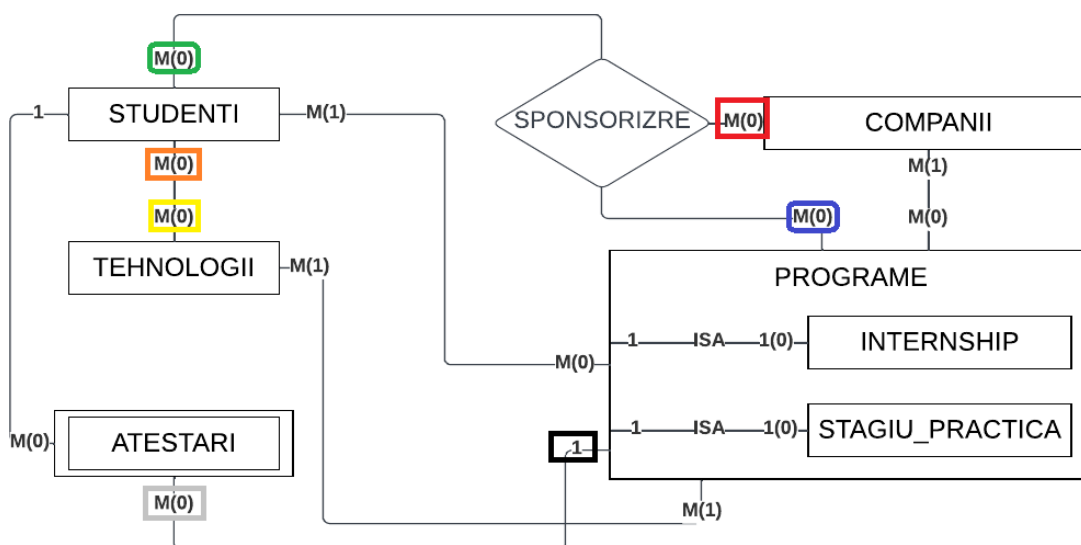 M(0)
1
STUDENTI
M(1)
SPONSORIZRE
M(0)
COMPANII
M(0)
M(1)
M(0)
M(0)
M(0)
TEHNOLOGII
M(1)
PROGRAME
1
ISA
1(0)
INTERNSHIP
M(0)
1
ISA
1(0)
STAGIU_PRACTICA
M(0)
ATESTARI
1
M(0)
M(1)